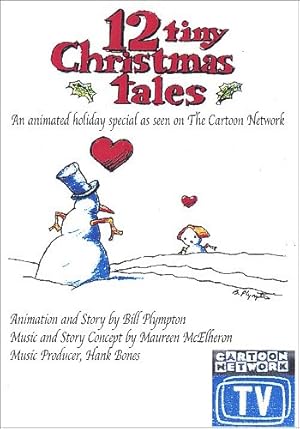 12 tiny
Christmas
tales
An animated holiday special as seen on The Cartoon Network
B. Plympton
Animation and Story by Bill Plympton
Music and Story Concept by Maureen McElheron
Music Producer, Hank Bones
CARTOON
NETWORK
TV